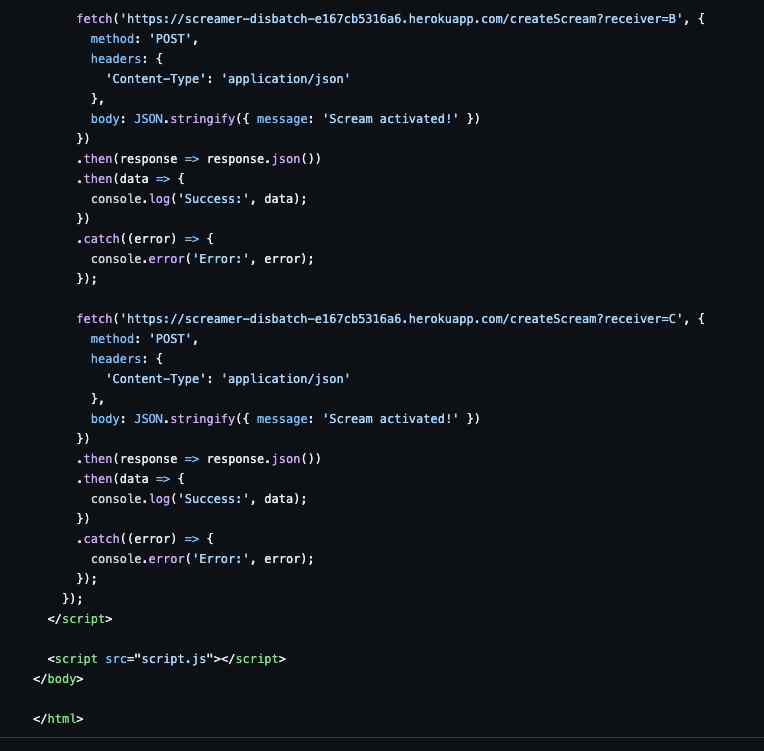 fetch('https://screamer-disbatch-e167cb5316a6.herokuapp.com/createScream?receiver=B', {
method: 'POST',
headers: {
'Content-Type': 'application/json'
},
body: JSON.stringify({ message: 'Scream activated!' })
})
.then(response => response.json())
.then(data => {
console.log('Success:', data);
})
.catch((error) => {
console.error('Error:', error);
});
fetch('https://screamer-disbatch-e167cb5316a6.herokuapp.com/createScream?receiver=C', {
method: 'POST',
headers: {
'Content-Type': 'application/json'
},
body: JSON.stringify({ message: 'Scream activated!' })
})
.then(response => response.json())
.then(data => {
console.log('Success:', data);
})
.catch((error) => {
console.error('Error:', error);
});
});
</script>
<script src="script.js"></script>
</body>
</html>